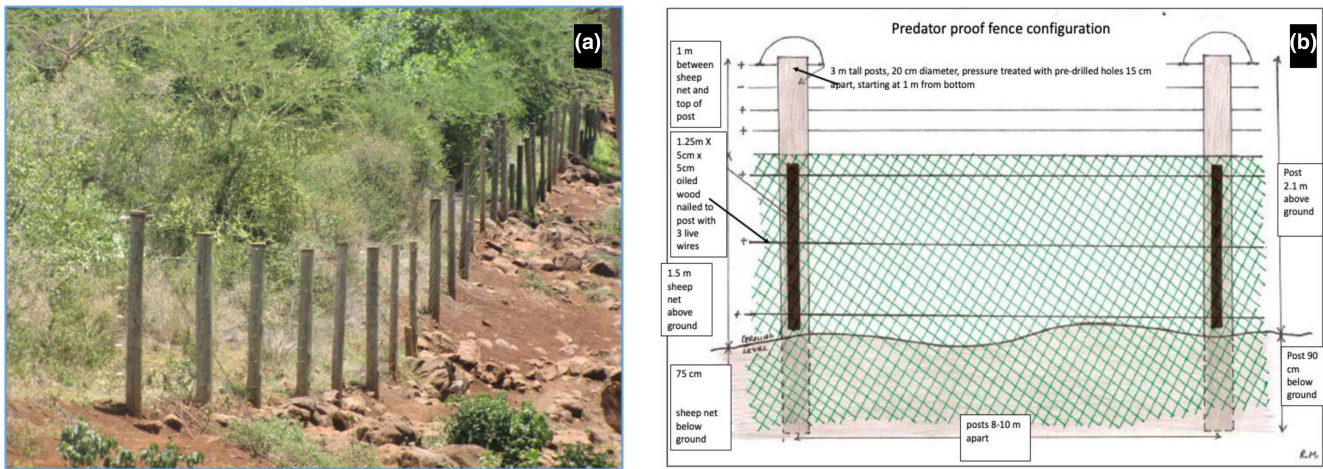 (a)
(b)
Predator proof fence configuration
1 m
between
sheep
net and
top of
post
3 m tall posts, 20 cm diameter, pressure treated with pre-drilled holes 15 cm
apart, starting at 1 m from bottom
1.25m X
5cm x
5cm
oiled
wood
nailed to
post with
3 live
wires
1.5 m
sheep
net
above
ground
Post
2.1 m
above
ground
GROUND
LEVEL
75 cm
sheep net
below
ground
Post 90
cm
below
ground
posts 8-10 m
apart
R.M.
+
-
+
+
+
+
+